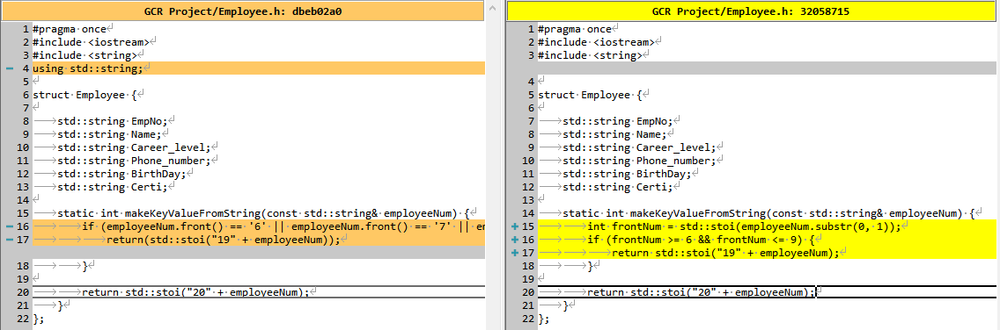 GCR Project/Employee.h: dbeb02a0
1 #pragma once
2 #include <iostream>
3 #include <string>
4 using std::string;
5
6 struct Employee {
7
8 std::string EmpNo;
9 std::string Name;
10 std::string Career_level;
11 std::string Phone_number;
12 std::string BirthDay;
13 std::string Certi;
14
15 static int makeKeyValueFromString(const std::string& employeeNum) {
16 if (employeeNum.front() == '6' || employeeNum.front() == '7' || em
17 return(std::stoi("19" + employeeNum));
18 }
19
20 return std::stoi("20" + employeeNum);
21 }
22 };
GCR Project/Employee.h: 32058715
1 #pragma once
2 #include <iostream>
3 #include <string>
4
5 struct Employee {
6
7 std::string EmpNo;
8 std::string Name;
9 std::string Career_level;
10 std::string Phone_number;
11 std::string BirthDay;
12 std::string Certi;
13
14 static int makeKeyValueFromString(const std::string& employeeNum) {
15 int frontNum = std::stoi(employeeNum.substr(0, 1));
16 if (frontNum >= 6 && frontNum <= 9) {
17 return std::stoi("19" + employeeNum);
18 }
19
20 return std::stoi("20" + employeeNum);
21 }
22 };